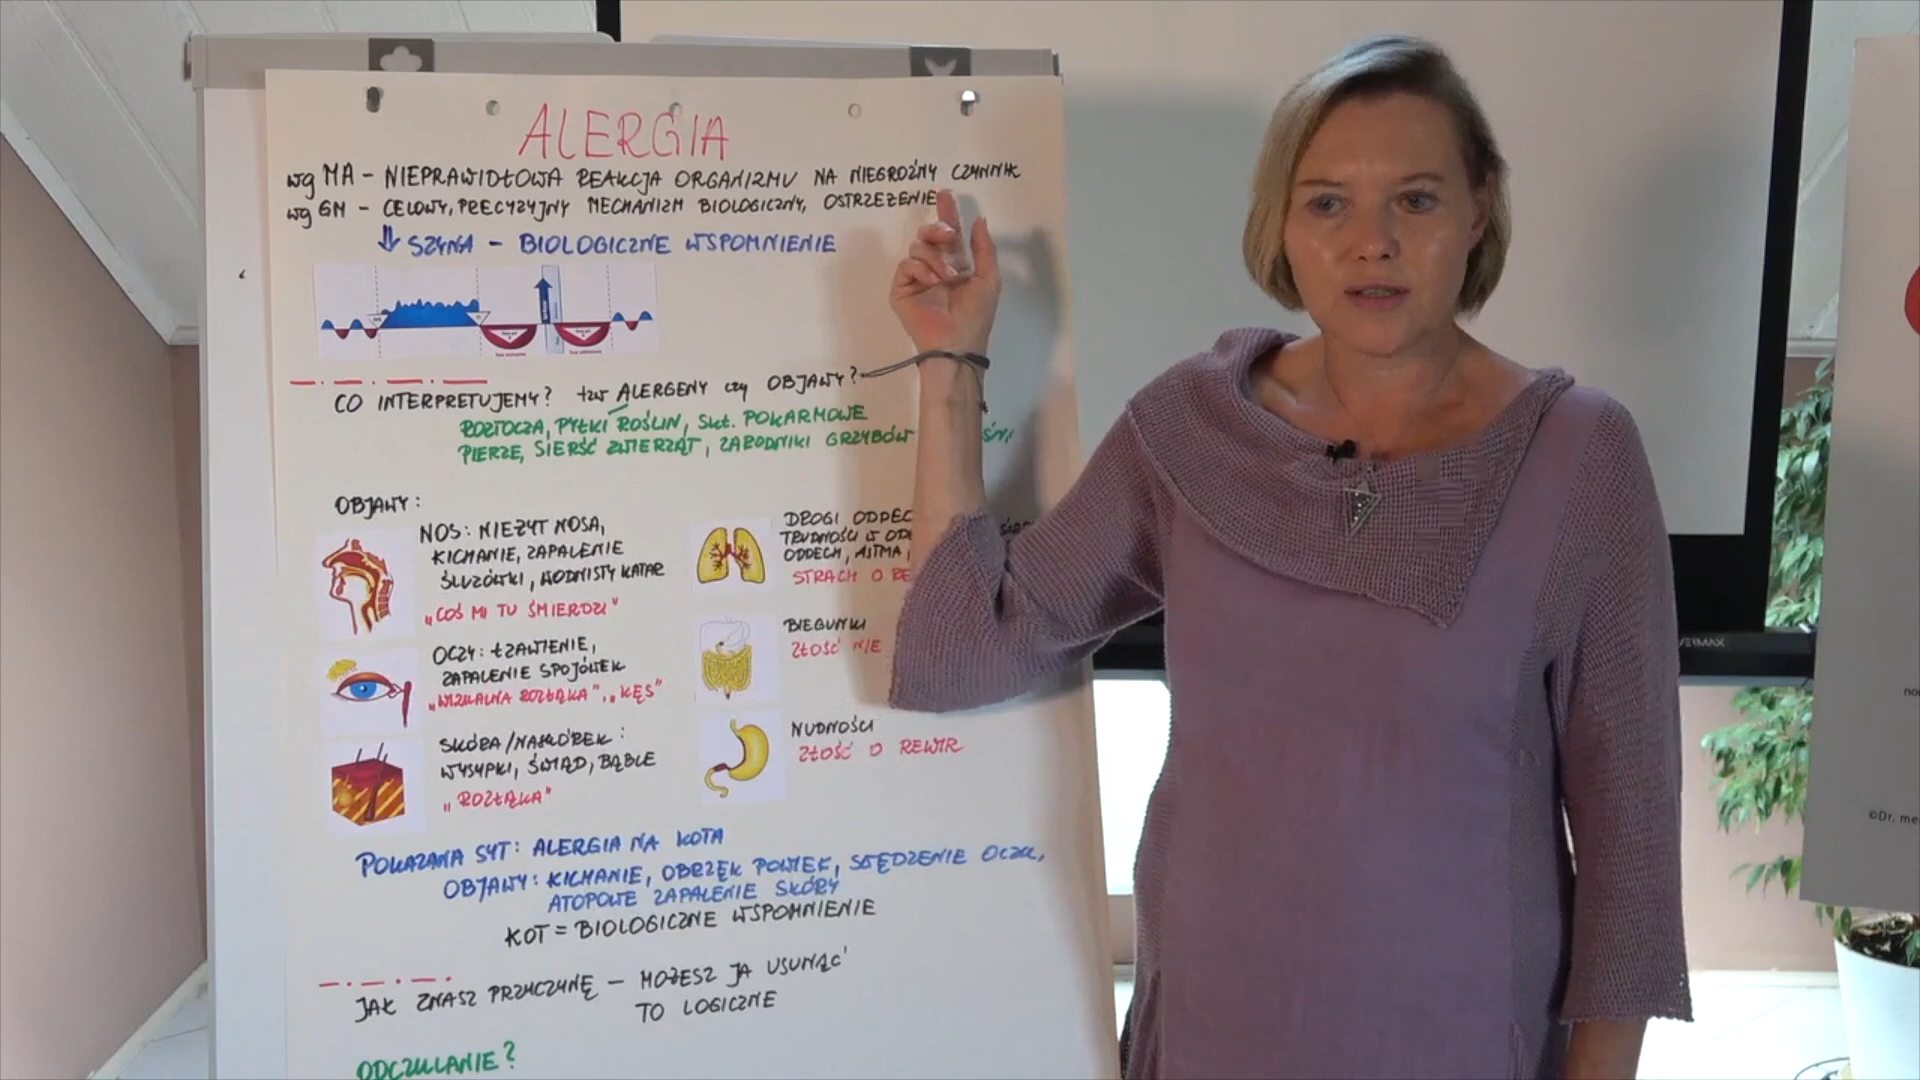 ALERGIA
wg MA - NIEPRAWIDŁOWA REAKCJA ORGANIZMU NA NIEGROŹNY CZYNNIK
wg GM - CELOWY, PRECYZYJNY MECHANIZM BIOLOGICZNY, OSTRZEŻENIE
⇓ SZYNA - BIOLOGICZNE WSPOMNIENIE
CO INTERPRETUJEMY? tzw ALERGENY czy OBJAWY?
ROZTOCZA, PYŁKI ROŚLIN, SKŁ. POKARMOWE
PIERZE, SIERŚĆ ZWIERZĄT, ZARODNIKI GRZYBÓW
OBJAWY:
NOS: NIEŻYT NOSA,
KICHANIE, ZAPALENIE
ŚLUZÓWKI, WODNISTY KATAR
"COŚ MI TU ŚMIERDZI"
OCZY: ŁZAWIENIE,
ZAPALENIE SPOJÓWEK
"WIZUALNA ROZŁĄKA", "KĘS"
SKÓRA/NASKÓREK:
WYSYPKI, ŚWIĄD, BĄBLE
"ROZŁĄKA"
DROGI ODDEC
TRUDNOŚCI W OD
ODDECH, ASTMA,
STRACH O RE
BIEGUNKI
ZŁOŚĆ NIE
NUDNOŚCI
ZŁOŚĆ O REWIR
POKAZANA SYT: ALERGIA NA KOTA
OBJAWY: KICHANIE, OBRZĘK POWIEK, SWĘDZENIE OCZU,
ATOPOWE ZAPALENIE SKÓRY
KOT = BIOLOGICZNE WSPOMNIENIE
JAK ZNASZ PRZYCZYNĘ - MOŻESZ JĄ USUNĄĆ
TO LOGICZNE
ODCZULANIE?
VERMAX
©Dr. me